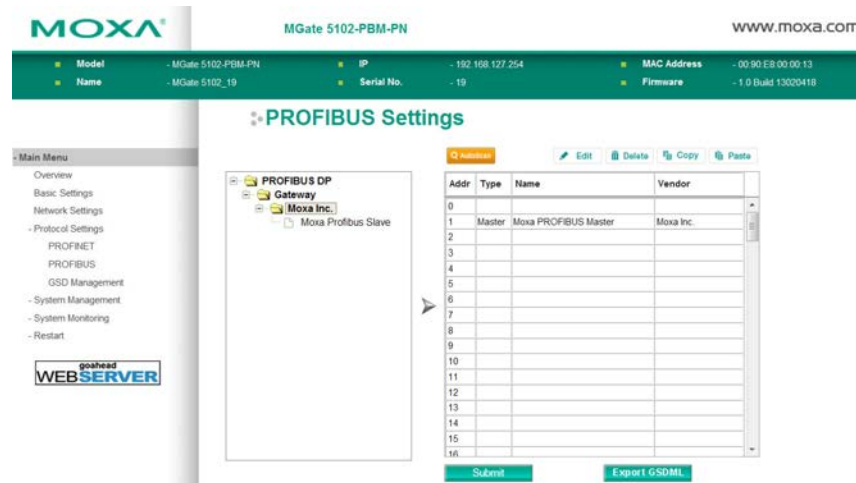 MOXA®
MGate 5102-PBM-PN
www.moxa.com
Model - MGate 5102-PBM-PN IP - 192.168.127.254 MAC Address - 00:90:E8:00:00:13
Name - MGate 5102_19 Serial No. - 19 Firmware - 1.0 Build 13020418
PROFIBUS Settings
- Main Menu
Overview
Basic Settings
Network Settings
- Protocol Settings
PROFINET
PROFIBUS
GSD Management
- System Management
- System Monitoring
- Restart
goahead
WEBSERVER
PROFIBUS DP
Gateway
Moxa Inc.
Moxa Profibus Slave
Autoscan Edit Delete Copy Paste
Addr Type Name Vendor
0
1 Master Moxa PROFIBUS Master Moxa Inc.
2
3
4
5
6
7
8
9
10
11
12
13
14
15
16
Submit Export GSDML